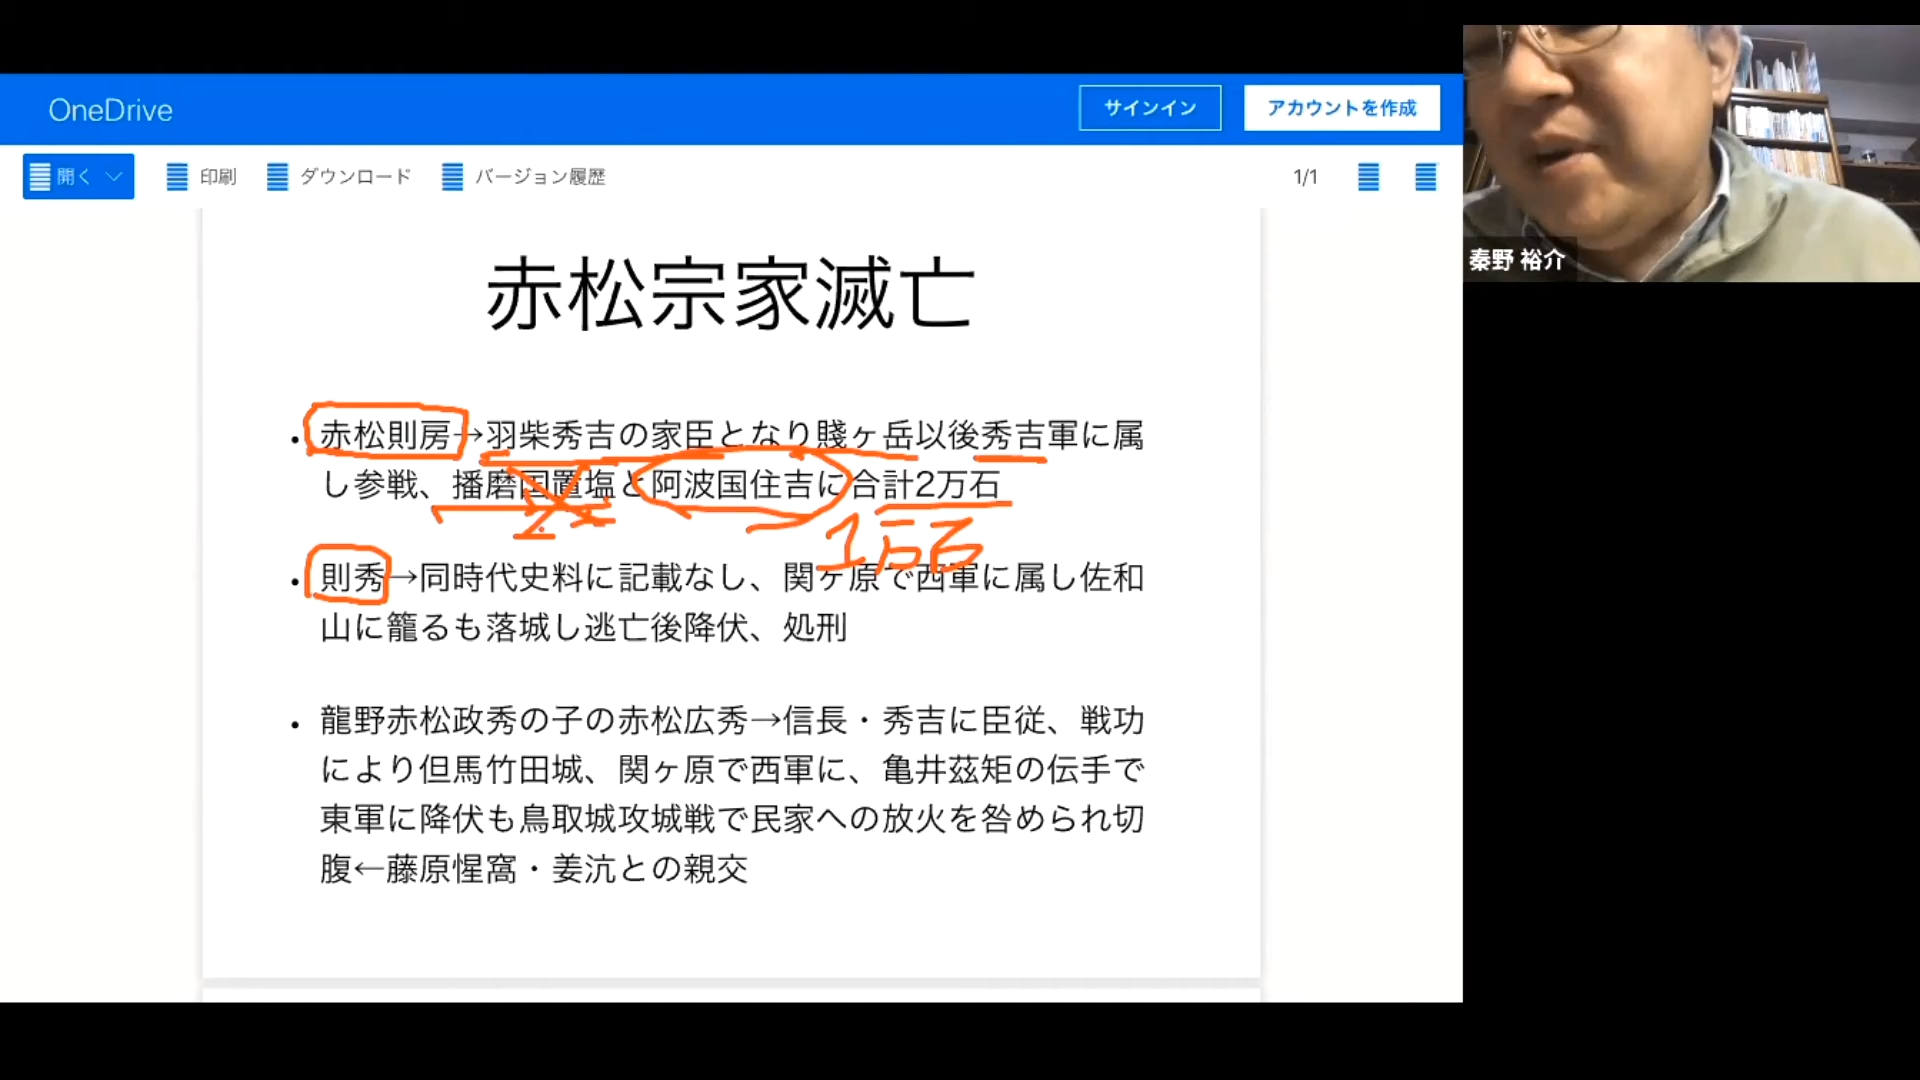 OneDrive
サインイン
アカウントを作成
開く
印刷
ダウンロード
バージョン履歴
1/1
秦野 裕介
赤松宗家滅亡
・赤松則房→羽柴秀吉の家臣となり賤ヶ岳以後秀吉軍に属
し参戦、播磨国置塩と阿波国住吉に合計2万石
1万石
・則秀→同時代史料に記載なし、関ヶ原で西軍に属し佐和
山に籠るも落城し逃亡後降伏、処刑
・龍野赤松政秀の子の赤松広秀→信長・秀吉に臣従、戦功
により但馬竹田城、関ヶ原で西軍に、亀井茲矩の伝手で
東軍に降伏も鳥取城攻城戦で民家への放火を咎められ切
腹←藤原惺窩・姜沆との親交